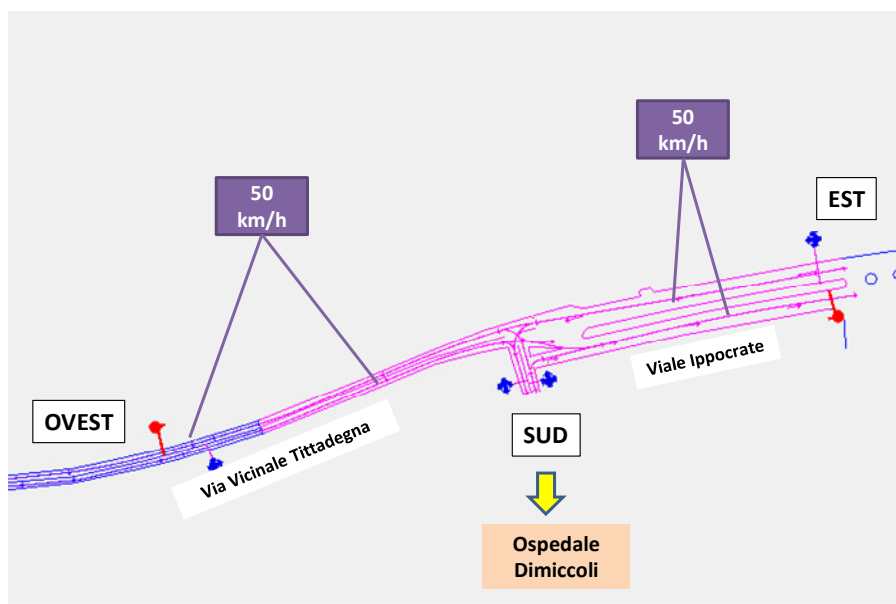 50
km/h
EST
50
km/h
Viale Ippocrate
OVEST
SUD
Via Vicinale Tittadegna
Ospedale
Dimiccoli